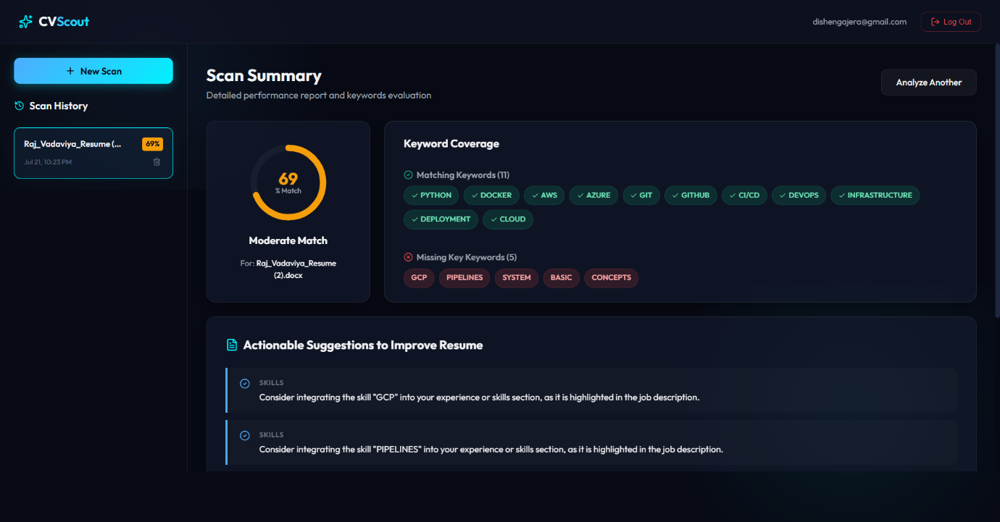 CVScout
dishengajera@gmail.com
Log Out
+ New Scan
Scan History
Raj_Vadaviya_Resume (...
69%
Jul 21, 10:23 PM
Scan Summary
Detailed performance report and keywords evaluation
Analyze Another
69
% Match
Moderate Match
For: Raj_Vadaviya_Resume
(2).docx
Keyword Coverage
Matching Keywords (11)
✓ PYTHON ✓ DOCKER ✓ AWS ✓ AZURE ✓ GIT ✓ GITHUB ✓ CI/CD ✓ DEVOPS ✓ INFRASTRUCTURE
✓ DEPLOYMENT ✓ CLOUD
Missing Key Keywords (5)
GCP PIPELINES SYSTEM BASIC CONCEPTS
Actionable Suggestions to Improve Resume
SKILLS
Consider integrating the skill "GCP" into your experience or skills section, as it is highlighted in the job description.
SKILLS
Consider integrating the skill "PIPELINES" into your experience or skills section, as it is highlighted in the job description.